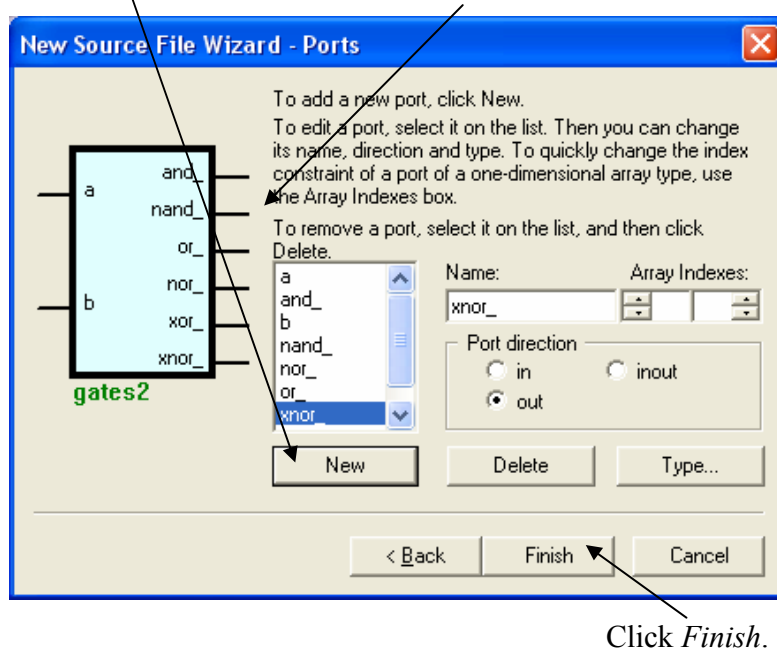 New Source File Wizard - Ports
To add a new port, click New.
To edit a port, select it on the list. Then you can change
its name, direction and type. To quickly change the index
constraint of a port of a one-dimensional array type, use
the Array Indexes box.
To remove a port, select it on the list, and then click
Delete.
a
b
and_
nand_
or_
nor_
xor_
xnor_
gates2
a
and_
b
nand_
nor_
or_
xnor_
Name:
Array Indexes:
xnor_
Port direction
in
inout
out
New
Delete
Type...
< Back
Finish
Cancel
Click Finish.